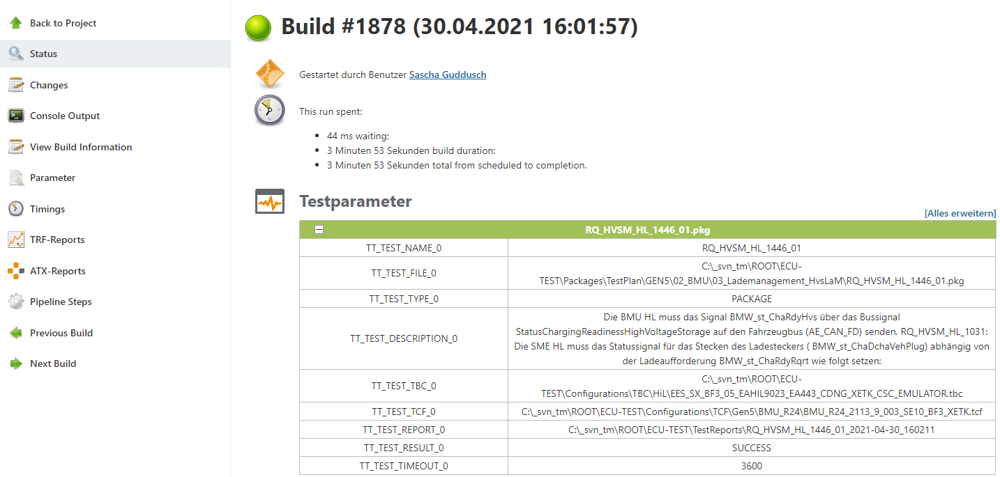 Back to Project
Status
Changes
Console Output
View Build Information
Parameter
Timings
TRF-Reports
ATX-Reports
Pipeline Steps
Previous Build
Next Build
Build #1878 (30.04.2021 16:01:57)
Gestartet durch Benutzer Sascha Guddusch
This run spent:
• 44 ms waiting;
• 3 Minuten 53 Sekunden build duration;
• 3 Minuten 53 Sekunden total from scheduled to completion.
Testparameter
[Alles erweitern]
RQ_HVSM_HL_1446_01.pkg
TT_TEST_NAME_0 RQ_HVSM_HL_1446_01
TT_TEST_FILE_0 C:\_svn_tm\ROOT\ECU-
TEST\Packages\TestPlan\GEN5\02_BMU\03_Lademanagement_HvsLaM\RQ_HVSM_HL_1446_01.pkg
TT_TEST_TYPE_0 PACKAGE
TT_TEST_DESCRIPTION_0 Die BMU HL muss das Signal BMW_st_ChaRdyHvs über das Bussignal
StatusChargingReadinessHighVoltageStorage auf den Fahrzeugbus (AE_CAN_FD) senden. RQ_HVSM_HL_1031:
Die SME HL muss das Statussignal für das Stecken des Ladesteckers ( BMW_st_ChaDchaVehPlug) abhängig von
der Ladeaufforderung BMW_st_ChaRdyRqrt wie folgt setzen:
TT_TEST_TBC_0 C:\_svn_tm\ROOT\ECU-
TEST\Configurations\TBC\HiL\EES_SX_BF3_05_EAHIL9023_EA443_CDNG_XETK_CSC_EMULATOR.tbc
TT_TEST_TCF_0 C:\_svn_tm\ROOT\ECU-TEST\Configurations\TCF\Gen5\BMU_R24\BMU_R24_2113_9_003_SE10_BF3_XETK.tcf
TT_TEST_REPORT_0 C:\_svn_tm\ROOT\ECU-TEST\TestReports\RQ_HVSM_HL_1446_01_2021-04-30_160211
TT_TEST_RESULT_0 SUCCESS
TT_TEST_TIMEOUT_0 3600